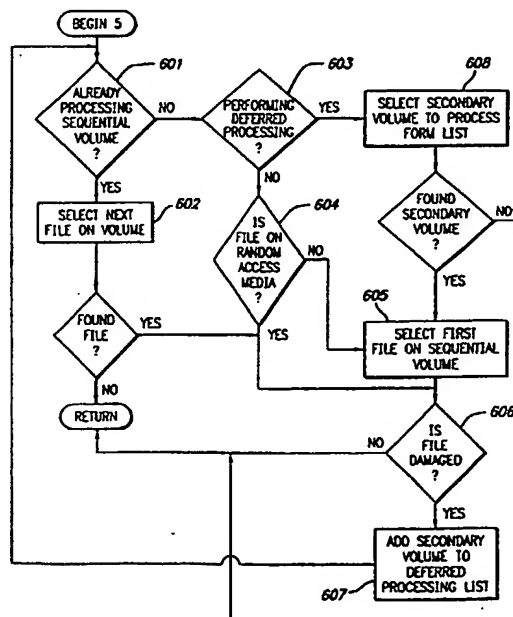 BEGIN 5
601
ALREADY
PROCESSING
SEQUENTIAL
VOLUME
?
NO
YES
603
PERFORMING
DEFERRED
PROCESSING
?
YES
NO
608
SELECT SECONDARY
VOLUME TO PROCESS
FORM LIST
602
SELECT NEXT
FILE ON VOLUME
604
IS
FILE ON
RANDOM
ACCESS
MEDIA
?
NO
YES
FOUND
SECONDARY
VOLUME?
NO
YES
605
SELECT FIRST
FILE ON SEQUENTIAL
VOLUME
FOUND
FILE
?
YES
NO
RETURN
606
IS
FILE
DAMAGED
?
NO
YES
ADD SECONDARY
VOLUME TO
DEFERRED
PROCESSING LIST
607